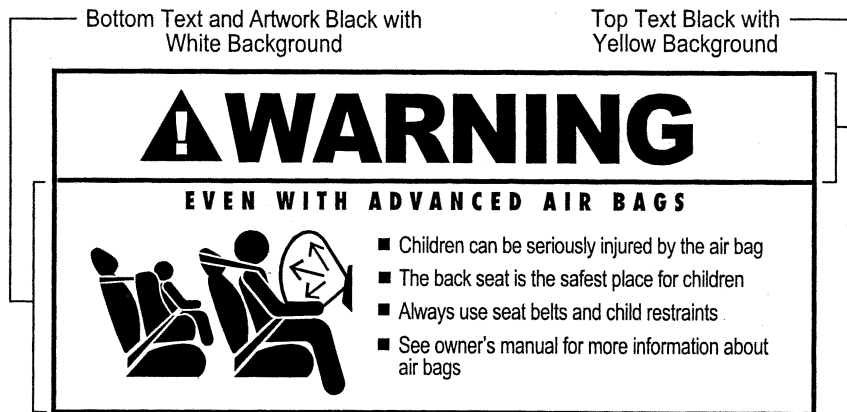 Bottom Text and Artwork Black with
White Background
Top Text Black with
Yellow Background
! WARNING
EVEN WITH ADVANCED AIR BAGS
■ Children can be seriously injured by the air bag
■ The back seat is the safest place for children
■ Always use seat belts and child restraints
■ See owner's manual for more information about
air bags